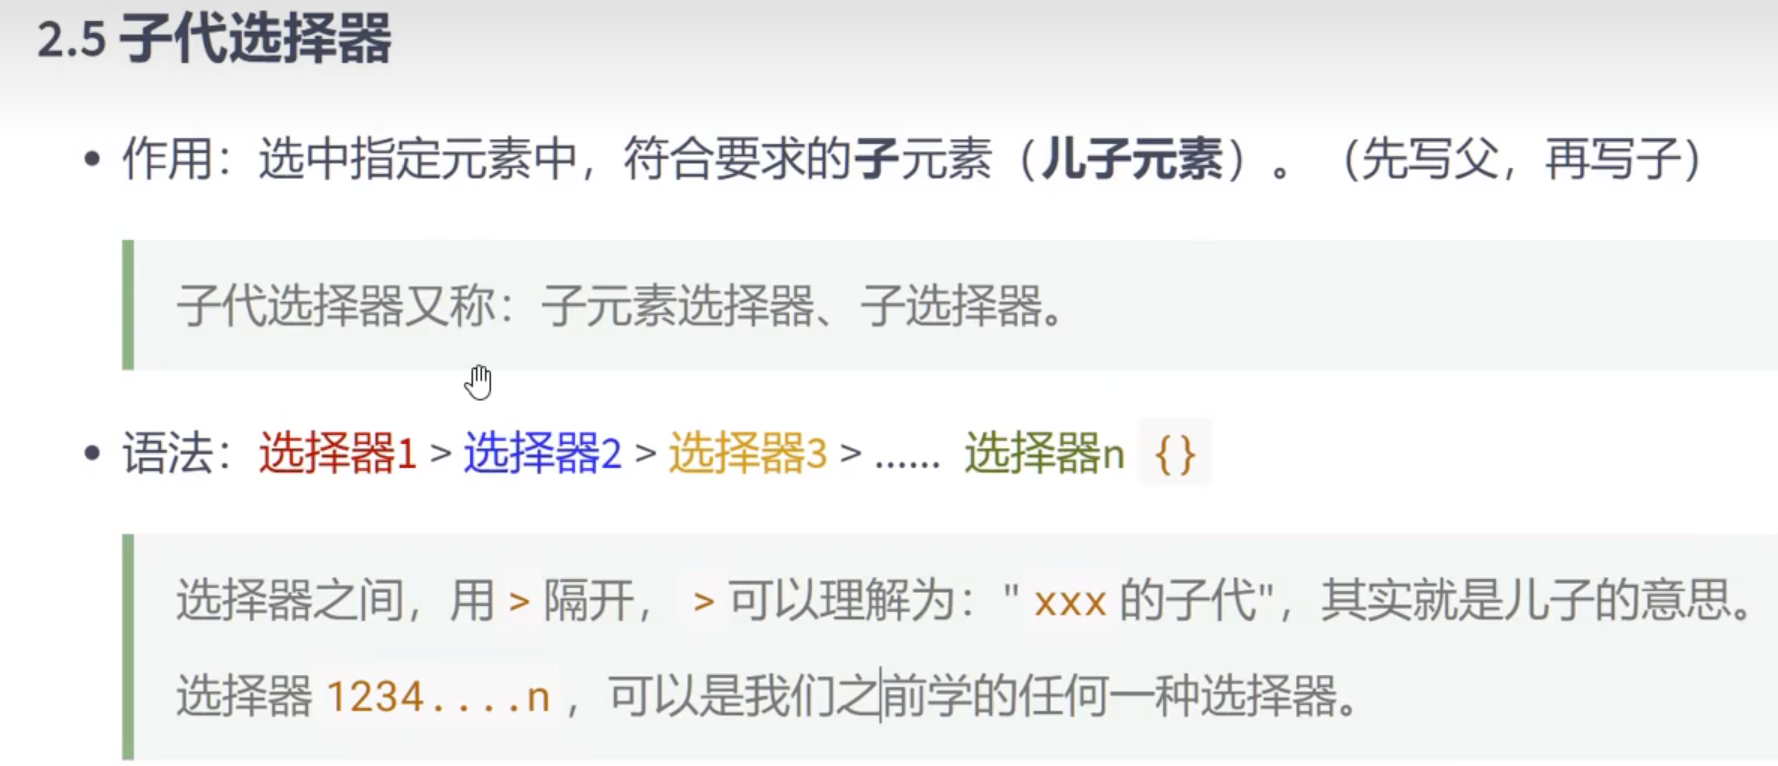 2.5 子代选择器
作用：选中指定元素中，符合要求的子元素（儿子元素）。（先写父，再写子）
子代选择器又称：子元素选择器、子选择器。
语法：选择器1 > 选择器2 > 选择器3 > ...... 选择器n {}
选择器之间，用 > 隔开， > 可以理解为：" xxx 的子代"，其实就是儿子的意思。
选择器 1234....n ，可以是我们之前学的任何一种选择器。